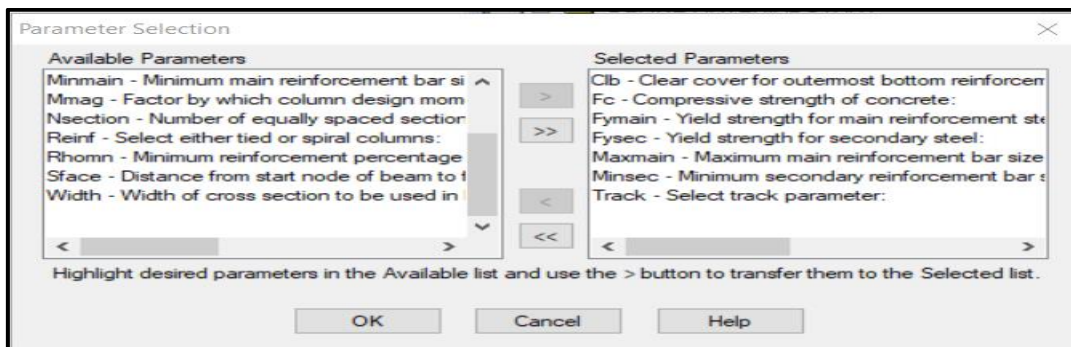 Parameter Selection
Available Parameters
Minmain - Minimum main reinforcement bar si
Mmag - Factor by which column design mom
Nsection - Number of equally spaced section
Reinf - Select either tied or spiral columns:
Rhomn - Minimum reinforcement percentage
Sface - Distance from start node of beam to f
Width - Width of cross section to be used in
>
>>
<
<<
Selected Parameters
Clb - Clear cover for outermost bottom reinforcem
Fc - Compressive strength of concrete:
Fymain - Yield strength for main reinforcement ste
Fysec - Yield strength for secondary steel:
Maxmain - Maximum main reinforcement bar size
Minsec - Minimum secondary reinforcement bar s
Track - Select track parameter:
Highlight desired parameters in the Available list and use the > button to transfer them to the Selected list.
OK
Cancel
Help